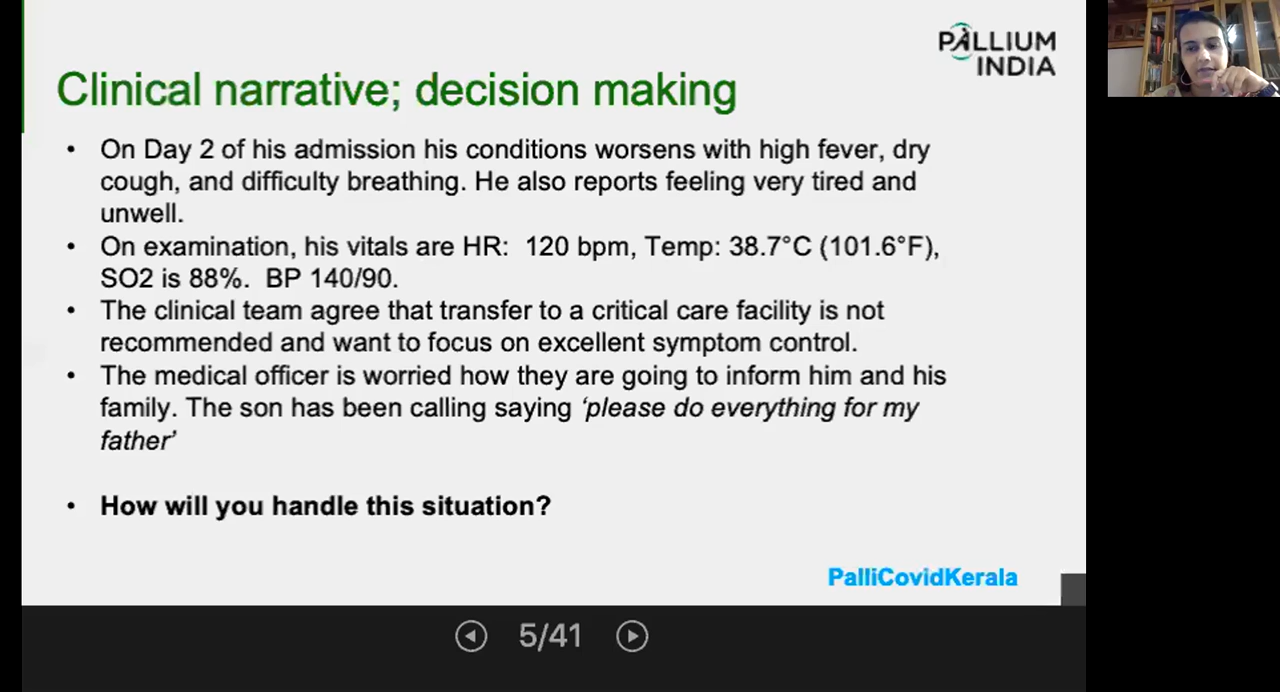 PALLIUM
INDIA
Clinical narrative; decision making
• On Day 2 of his admission his conditions worsens with high fever, dry
cough, and difficulty breathing. He also reports feeling very tired and
unwell.
• On examination, his vitals are HR:  120 bpm, Temp: 38.7°C (101.6°F),
SO2 is 88%.  BP 140/90.
• The clinical team agree that transfer to a critical care facility is not
recommended and want to focus on excellent symptom control.
• The medical officer is worried how they are going to inform him and his
family. The son has been calling saying ‘please do everything for my
father’
• How will you handle this situation?
PalliCovidKerala
5/41